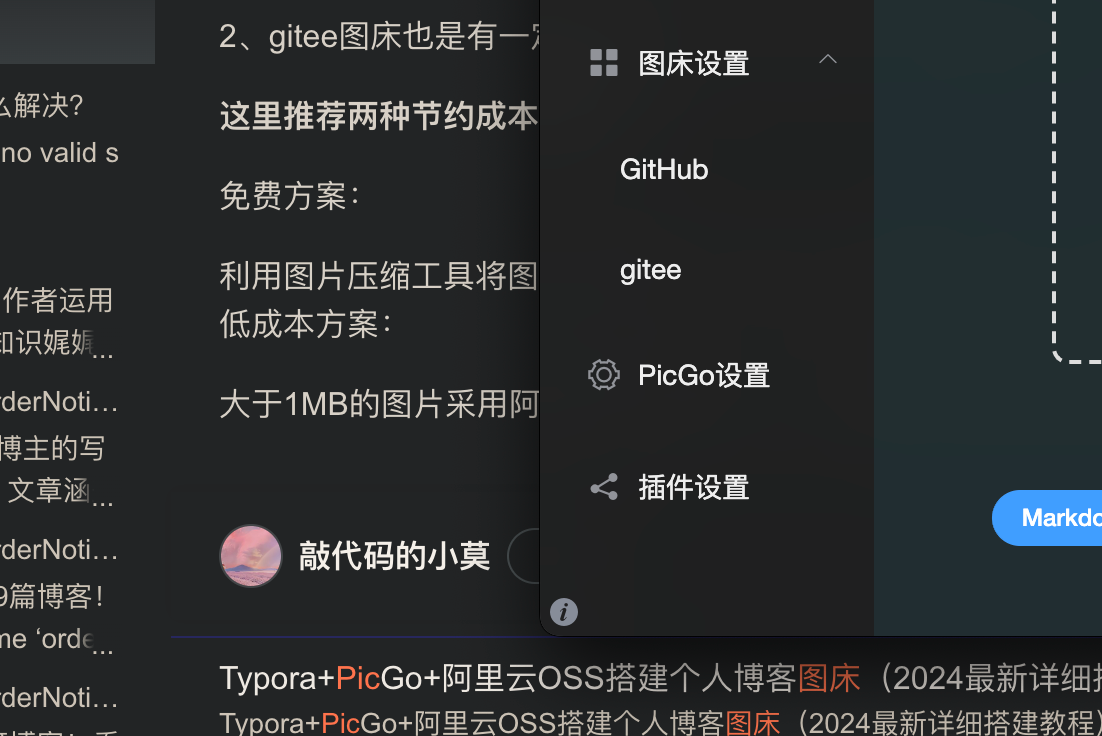 么解决?
no valid s
作者运用
知识娓娓...
rderNoti...
博主的写
文章涵...
rderNoti...
9篇博客!
me ‘orde...
rderNoti...
2、gitee图床也是有一定
这里推荐两种节约成本
免费方案:
利用图片压缩工具将图
低成本方案:
大于1MB的图片采用阿
敲代码的小莫
Typora+PicGo+阿里云OSS搭建个人博客图床（2024最新详细搭
Typora+PicGo+阿里云OSS搭建个人博客图床（2024最新详细搭建教程）
图床设置
GitHub
gitee
PicGo设置
插件设置
Markdo